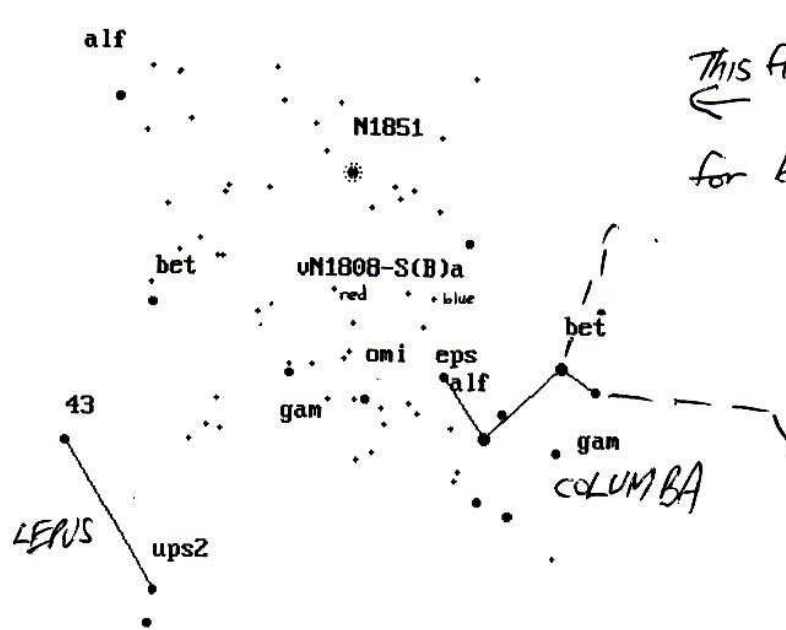 alf
This
N1851
for
bet
vN1808-S(B)a
red
blue
bet
omi
eps
alf
43
gam
gam
COLUMBA
LEPUS
ups2